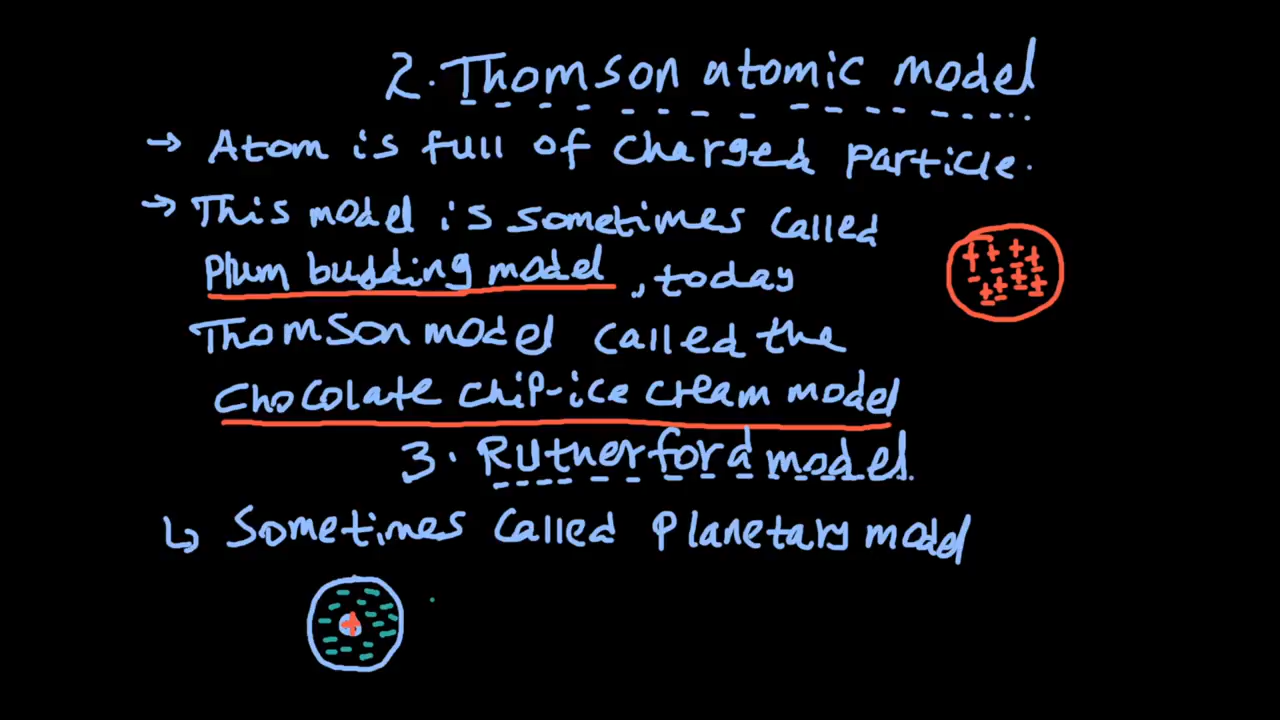 2. Thomson atomic model
→ Atom is full of charged particle.
→ This model is sometimes called
Plum budding model, today
Thomson model called the
chocolate chip-ice cream model
3. Rutherford model.
↳ Sometimes called planetary model